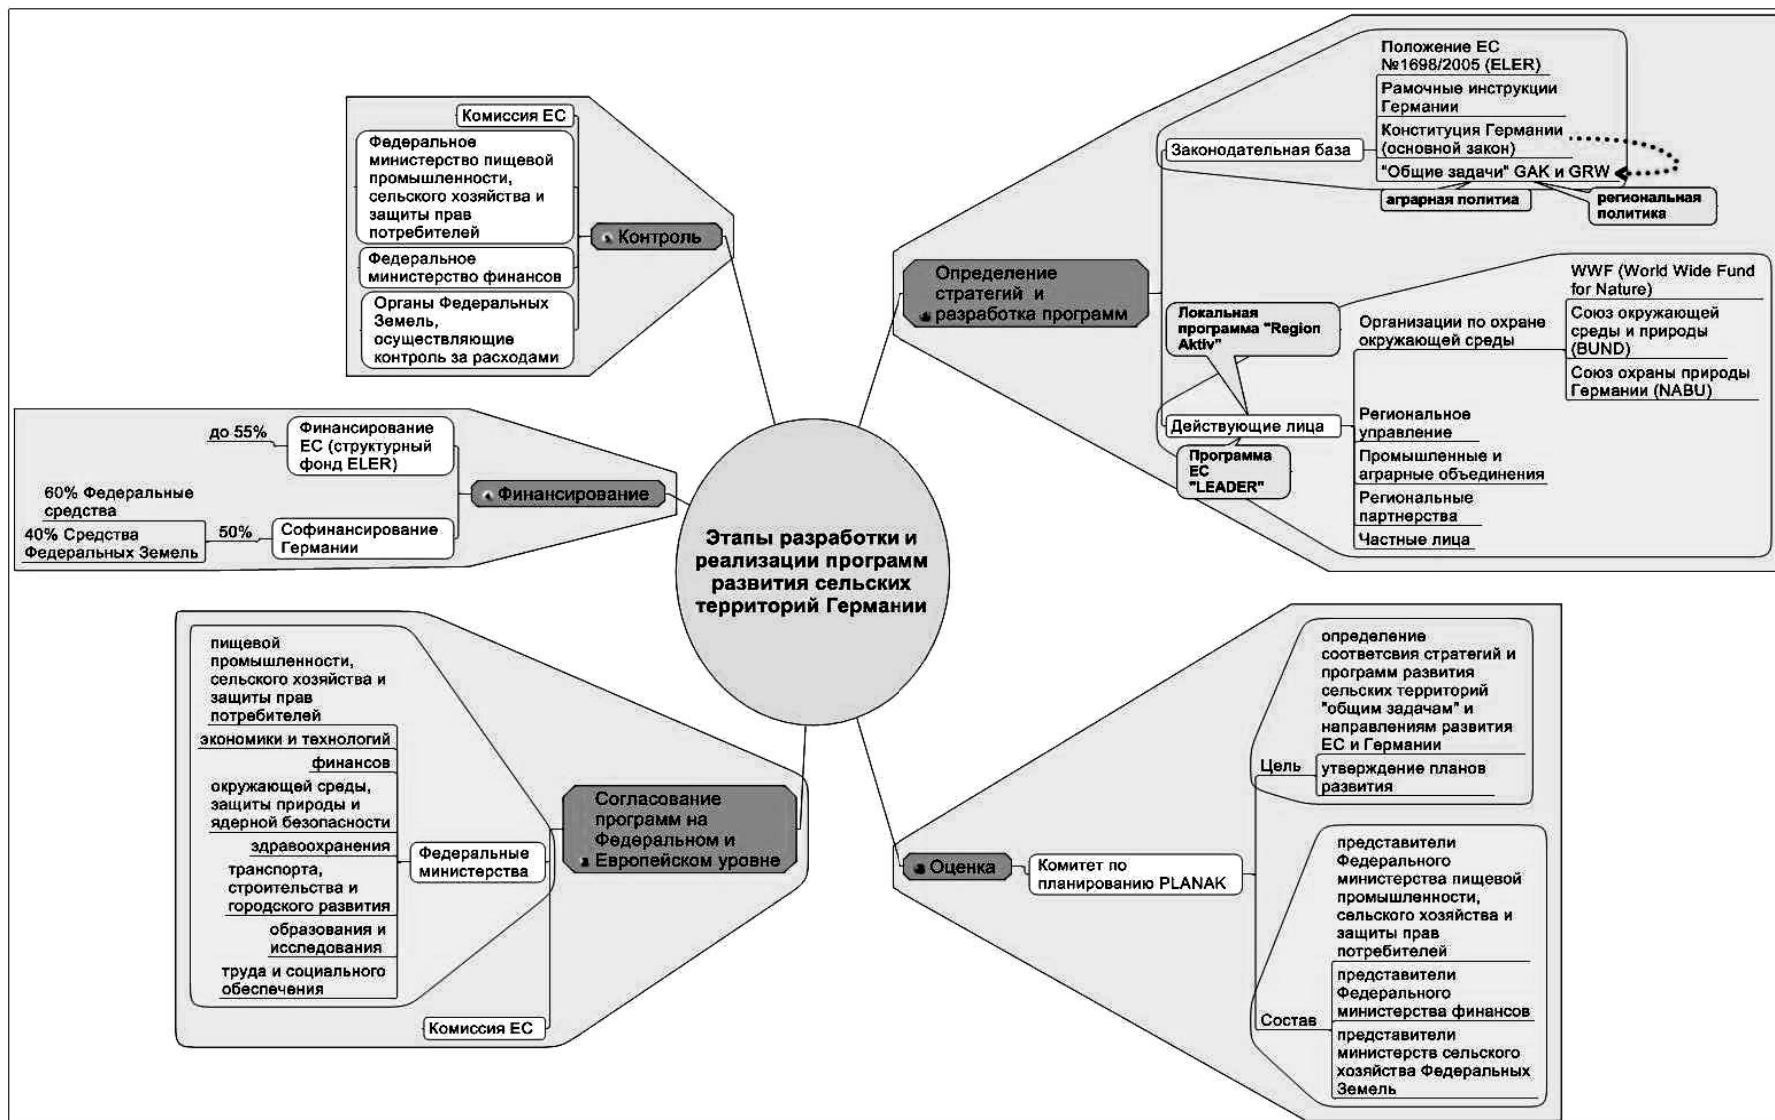 Этапы разработки и
реализации программ
развития сельских
территорий Германии
Определение
стратегий и
разработка программ
Законодательная база
Положение ЕС
№1698/2005 (ELER)
Рамочные инструкции
Германии
Конституция Германии
(основной закон)
"Общие задачи" GAK и GRW
аграрная политиа
региональная
политика
Локальная
программа "Region
Aktiv"
Действующие лица
Программа
ЕС
"LEADER"
Организации по охране
окружающей среды
WWF (World Wide Fund
for Nature)
Союз окружающей
среды и природы
(BUND)
Союз охраны природы
Германии (NABU)
Региональное
управление
Промышленные и
аграрные объединения
Региональные
партнерства
Частные лица
Оценка
Комитет по
планированию PLANAK
Цель
определение
соответсвия стратегий и
программ развития
сельских территорий
"общим задачам" и
направлениям развития
ЕС и Германии
утверждение планов
развития
Состав
представители
Федерального
министерства пищевой
промышленности,
сельского хозяйства и
защиты прав
потребителей
представители
Федерального
министерства финансов
представители
министерств сельского
хозяйства Федеральных
Земель
Согласование
программ на
Федеральном и
Европейском уровне
Федеральные
министерства
пищевой
промышленности,
сельского хозяйства и
защиты прав
потребителей
экономики и технологий
финансов
окружающей среды,
защиты природы и
ядерной безопасности
здравоохранения
транспорта,
строительства и
городского развития
образования и
исследования
труда и социального
обеспечения
Комиссия ЕС
Финансирование
Финансирование
ЕС (структурный
фонд ELER)
до 55%
Софинансирование
Германии
50%
60% Федеральные
средства
40% Средства
Федеральных Земель
Контроль
Комиссия ЕС
Федеральное
министерство пищевой
промышленности,
сельского хозяйства и
защиты прав
потребителей
Федеральное
министерство финансов
Органы Федеральных
Земель,
осуществляющие
контроль за расходами